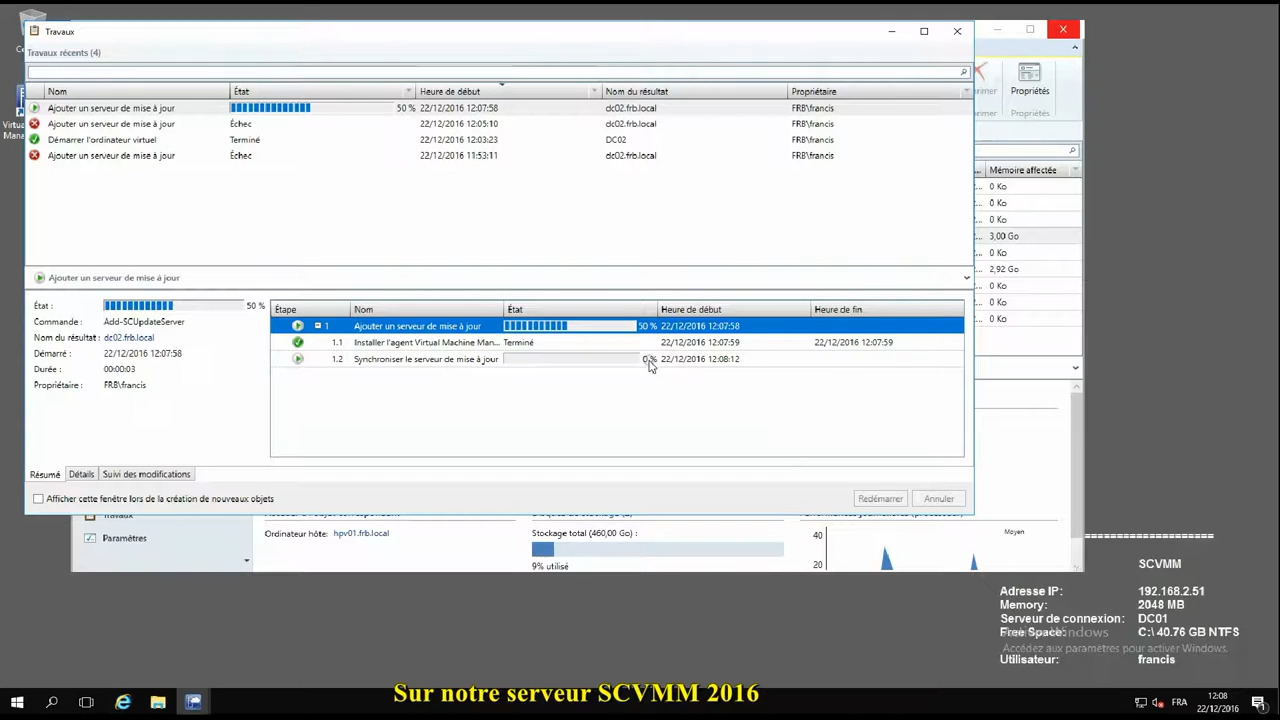 Travaux
Travaux récents (4)
Nom État Heure de début Nom du résultat Propriétaire
Ajouter un serveur de mise à jour 50 % 22/12/2016 12:07:58 dc02.frb.local FRB\francis
Ajouter un serveur de mise à jour Échec 22/12/2016 12:05:10 dc02.frb.local FRB\francis
Démarrer l'ordinateur virtuel Terminé 22/12/2016 12:03:23 DC02 FRB\francis
Ajouter un serveur de mise à jour Échec 22/12/2016 11:53:11 dc02.frb.local FRB\francis
Ajouter un serveur de mise à jour
État : 50 %
Commande : Add-SCUpdateServer
Nom du résultat : dc02.frb.local
Démarré : 22/12/2016 12:07:58
Durée : 00:00:03
Propriétaire : FRB\francis
Étape Nom État Heure de début Heure de fin
1 Ajouter un serveur de mise à jour 50 % 22/12/2016 12:07:58
1.1 Installer l'agent Virtual Machine Man... Terminé 22/12/2016 12:07:59 22/12/2016 12:07:59
1.2 Synchroniser le serveur de mise à jour 0 % 22/12/2016 12:08:12
Résumé Détails Suivi des modifications
Afficher cette fenêtre lors de la création de nouveaux objets
Redémarrer Annuler
Propriétés
Propriétés
Mémoire affectée
0 Ko
0 Ko
0 Ko
3,00 Go
0 Ko
2,92 Go
0 Ko
0 Ko
0 Ko
Travaux
Paramètres
Ordinateur hôte : hpv01.frb.local
Stockage total (460,00 Go) :
9% utilisé
Moyen
40
20
SCVMM
Adresse IP: 192.168.2.51
Memory: 2048 MB
Serveur de connexion: DC01
Free Space: C:\ 40.76 GB NTFS
Accédez aux paramètres pour activer Windows.
Utilisateur: francis
Sur notre serveur SCVMM 2016
FRA
12:08
22/12/2016